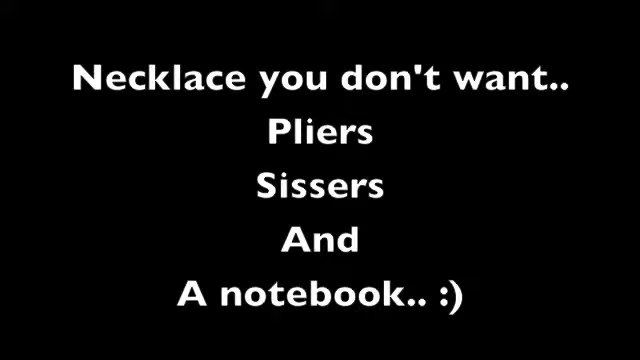 Necklace you don't want..
Pliers
Sissers
And
A notebook.. :)